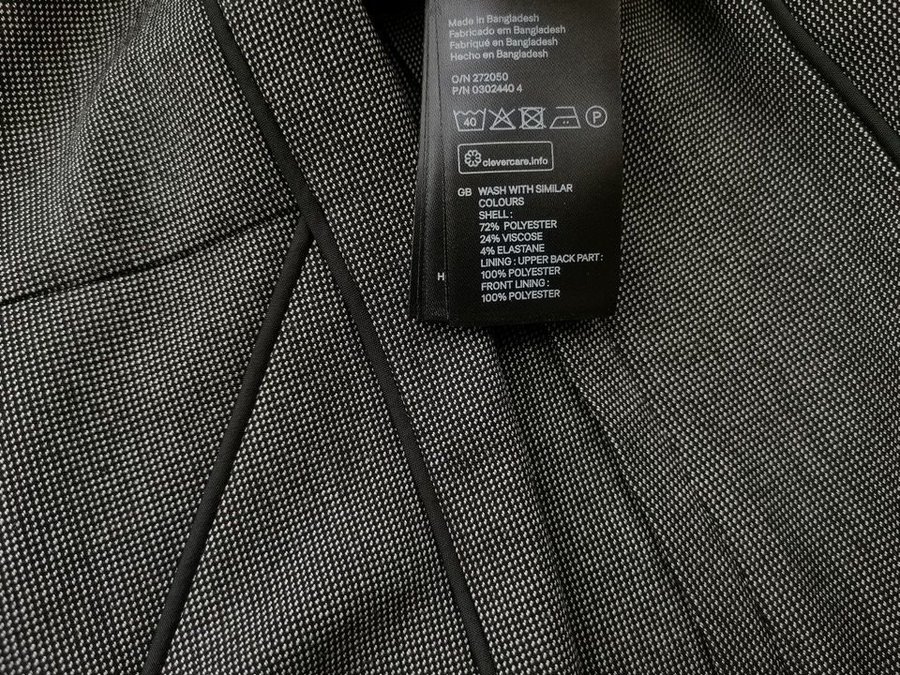 Made in Bangladesh
Fabricado em Bangladesh
Fabriqué en Bangladesh
Hecho en Bangladesh
O/N 272050
P/N 0302440 4
40 P
clevercare.info
GB WASH WITH SIMILAR
COLOURS
SHELL :
72% POLYESTER
24% VISCOSE
4% ELASTANE
LINING : UPPER BACK PART :
100% POLYESTER
H
FRONT LINING :
100% POLYESTER